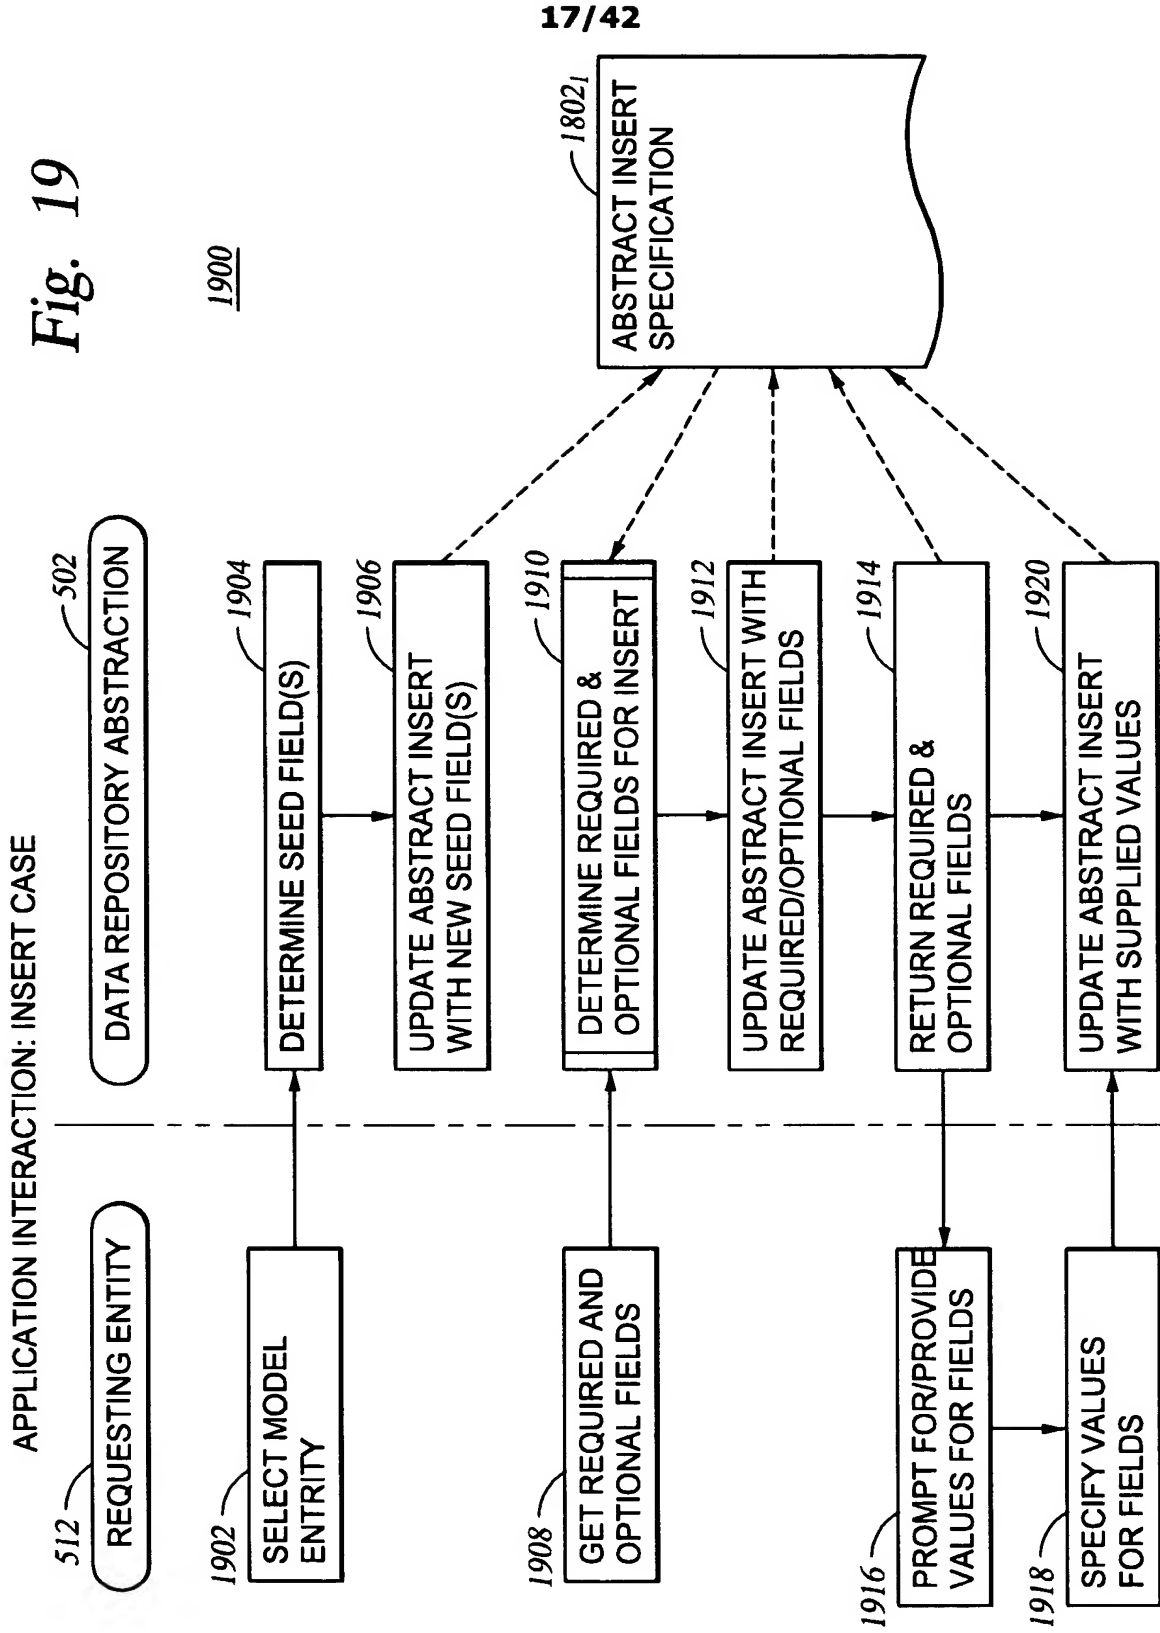 17/42
Fig. 19
1900
APPLICATION INTERACTION: INSERT CASE
512
REQUESTING ENTITY
502
DATA REPOSITORY ABSTRACTION
1902
SELECT MODEL
ENTRITY
1904
DETERMINE SEED FIELD(S)
1906
UPDATE ABSTRACT INSERT
WITH NEW SEED FIELD(S)
1802₁
ABSTRACT INSERT
SPECIFICATION
1908
GET REQUIRED AND
OPTIONAL FIELDS
1910
DETERMINE REQUIRED &
OPTIONAL FIELDS FOR INSERT
1912
UPDATE ABSTRACT INSERT WITH
REQUIRED/OPTIONAL FIELDS
1914
RETURN REQUIRED &
OPTIONAL FIELDS
1916
PROMPT FOR/PROVIDE
VALUES FOR FIELDS
1918
SPECIFY VALUES
FOR FIELDS
1920
UPDATE ABSTRACT INSERT
WITH SUPPLIED VALUES